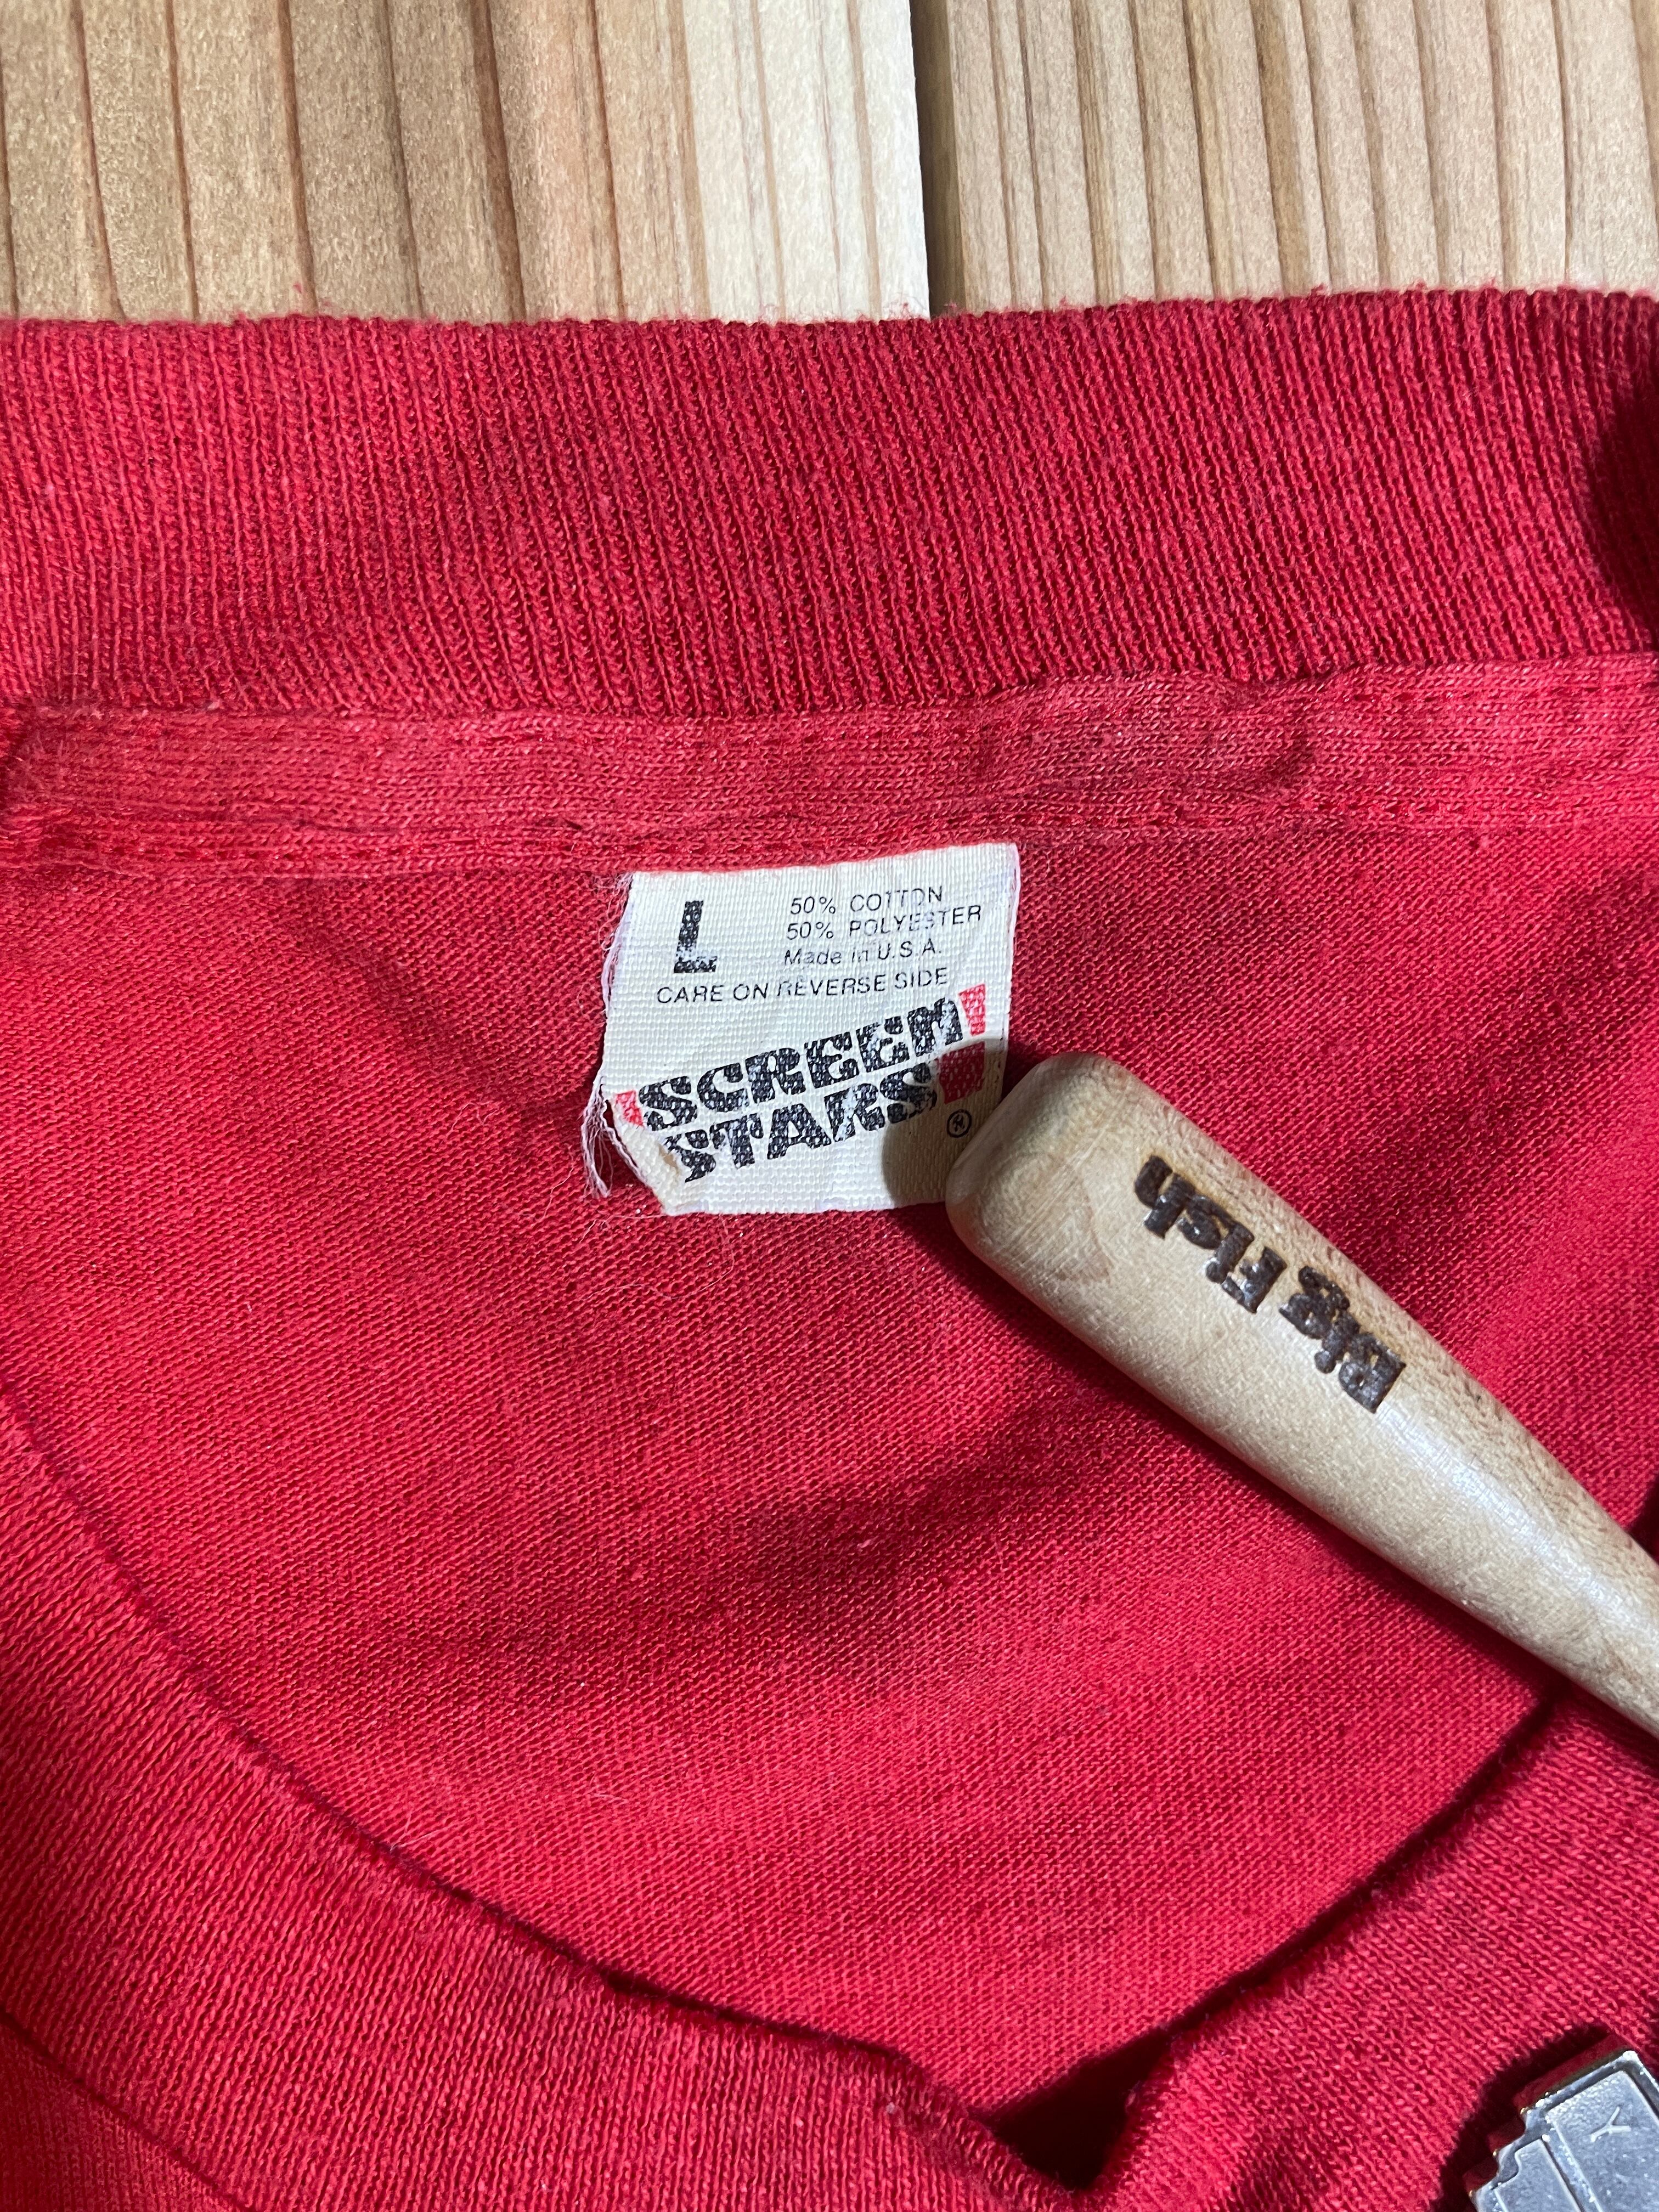 L
50% COTTON
50% POLYESTER
Made in U.S.A.
CARE ON REVERSE SIDE
SCREEN
STARS
®
Big Fish
Y